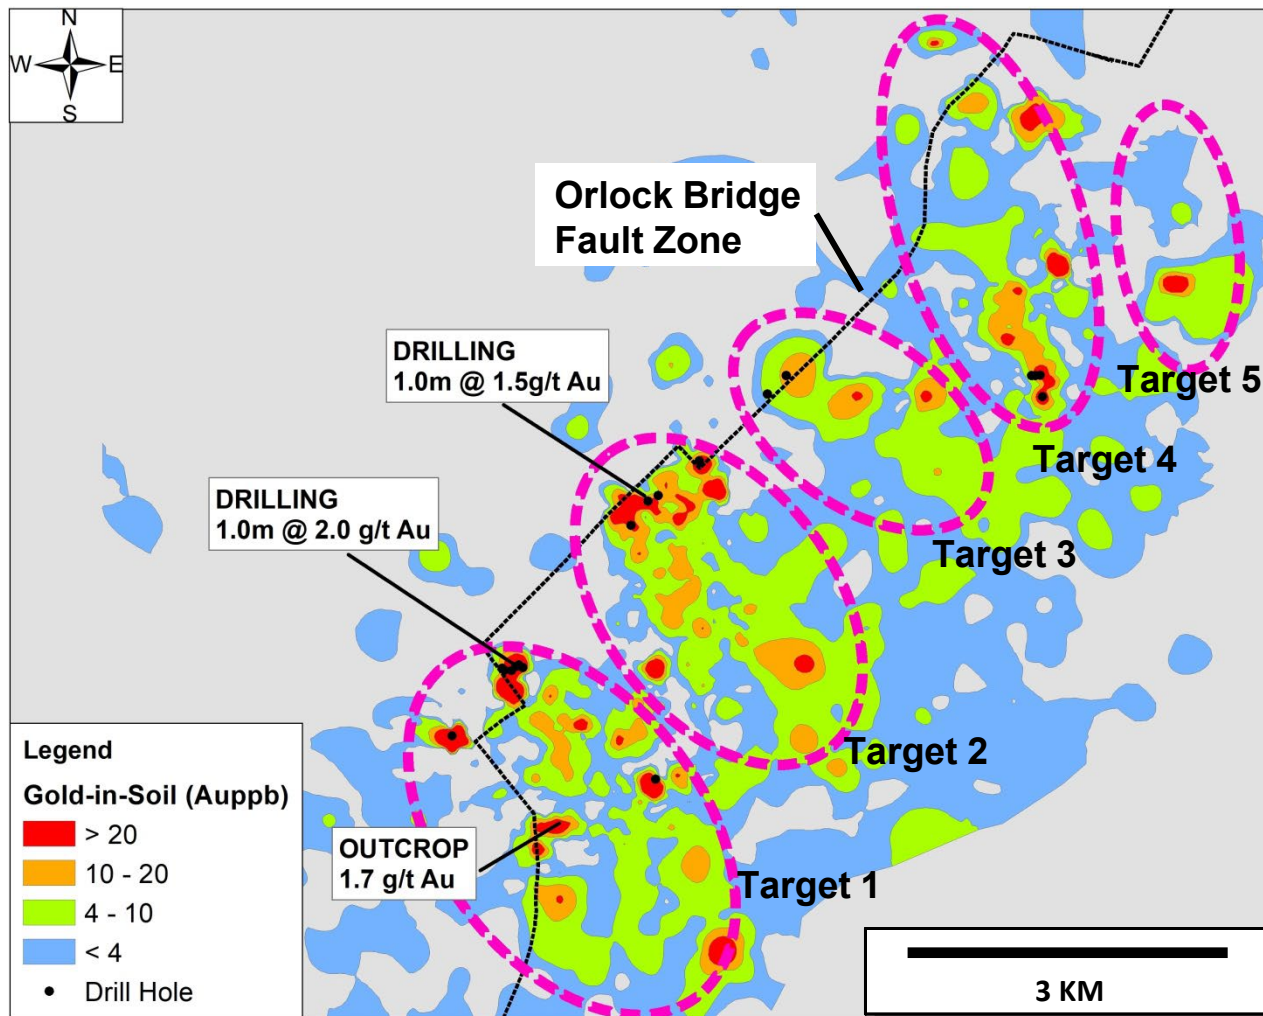 N
W E
S
Orlock Bridge
Fault Zone
DRILLING
1.0m @ 1.5g/t Au
Target 5
Target 4
DRILLING
1.0m @ 2.0 g/t Au
Target 3
Target 2
OUTCROP
1.7 g/t Au
Target 1
Legend
Gold-in-Soil (Auppb)
> 20
10 - 20
4 - 10
< 4
Drill Hole
3 KM